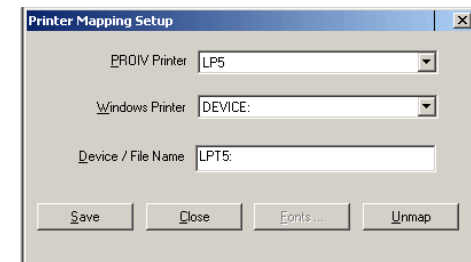 Printer Mapping Setup
PROIV Printer LP5
Windows Printer DEVICE:
Device / File Name LPT5:
Save Close Fonts ... Unmap